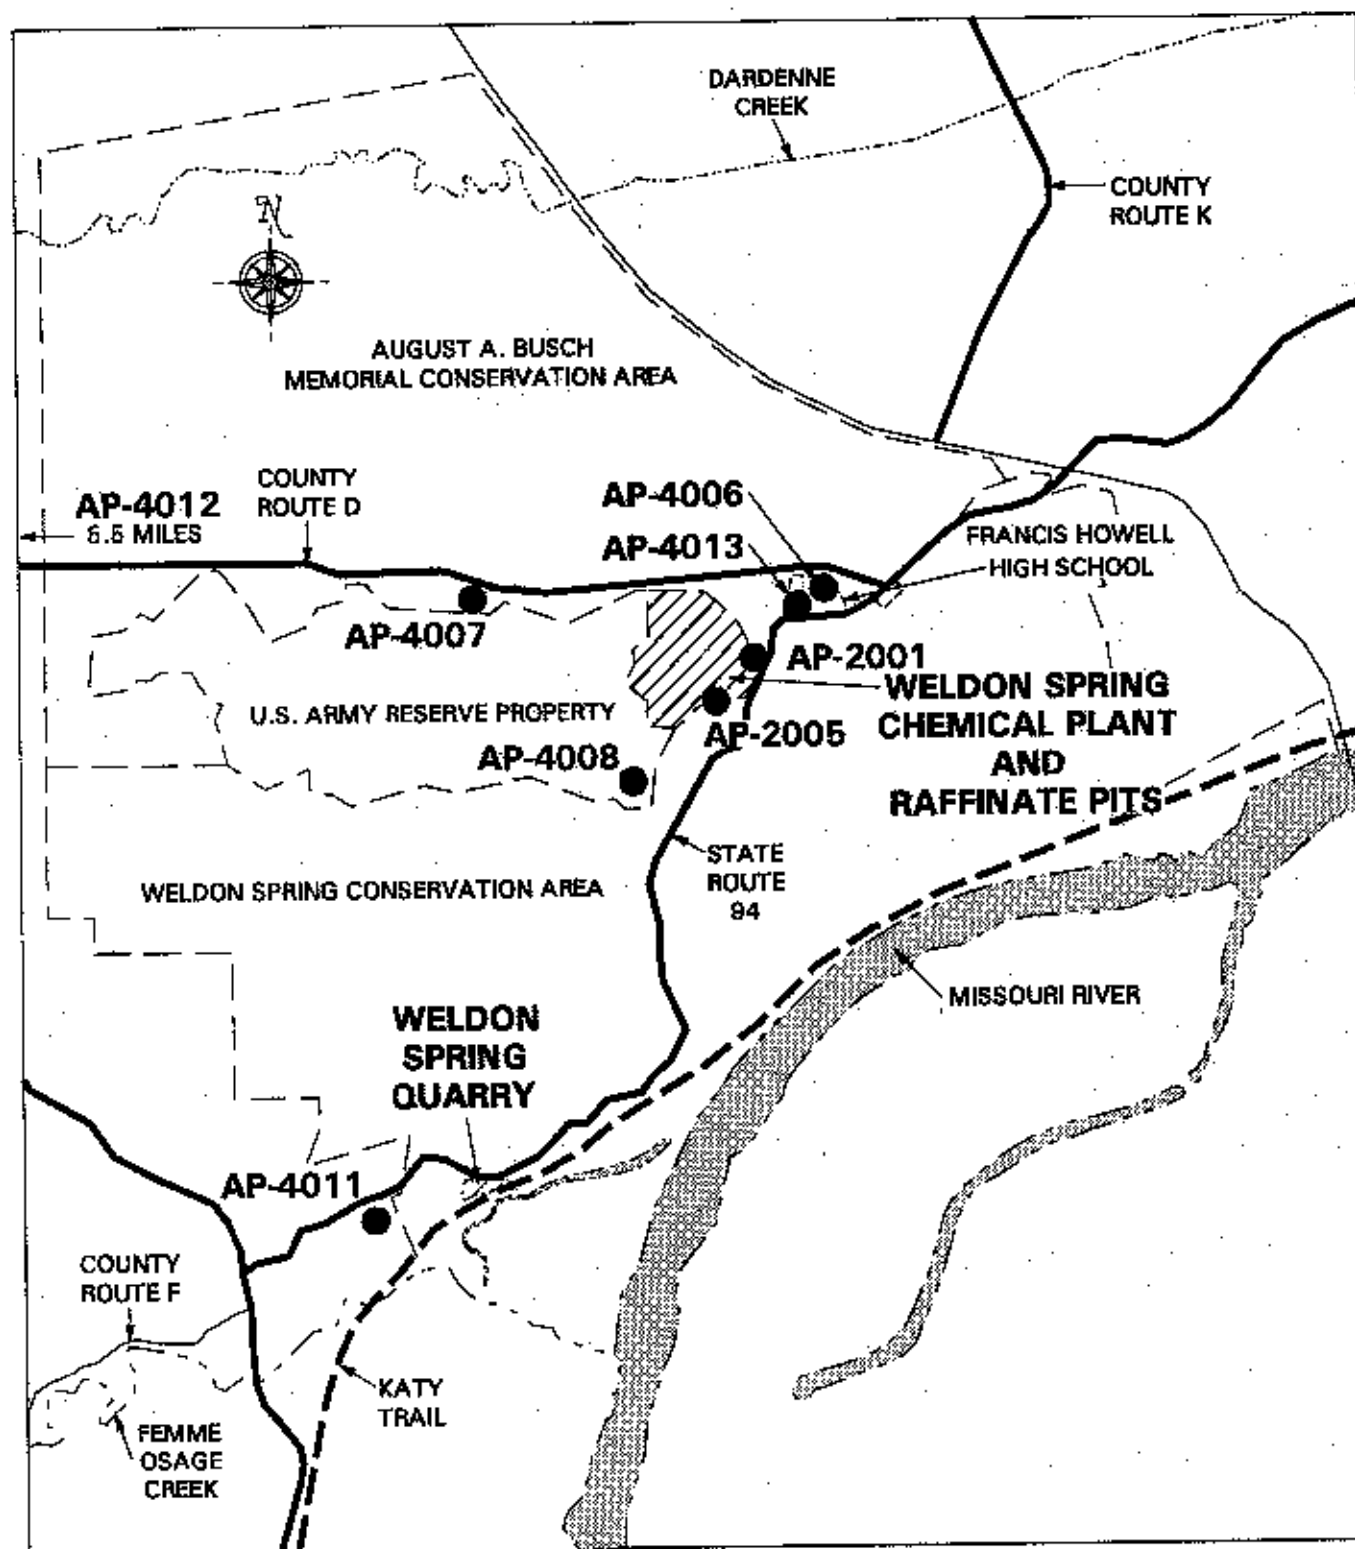 DARDENNE
CREEK
COUNTY
ROUTE K
N
AUGUST A. BUSCH
MEMORIAL CONSERVATION AREA
COUNTY
ROUTE D
AP-4012
MILES
AP-4006
AP-4013
FRANCIS HOWELL
HIGH SCHOOL
AP-4007
AP-2001
WELDON SPRING
CHEMICAL PLANT
AND
RAFFINATE PITS
U.S. ARMY RESERVE PROPERTY
AP-2005
AP-4008
STATE
ROUTE
94
WELDON SPRING CONSERVATION AREA
MISSOURI RIVER
WELDON
SPRING
QUARRY
AP-4011
COUNTY
ROUTE F
KATY
TRAIL
FEMME
OSAGE
CREEK